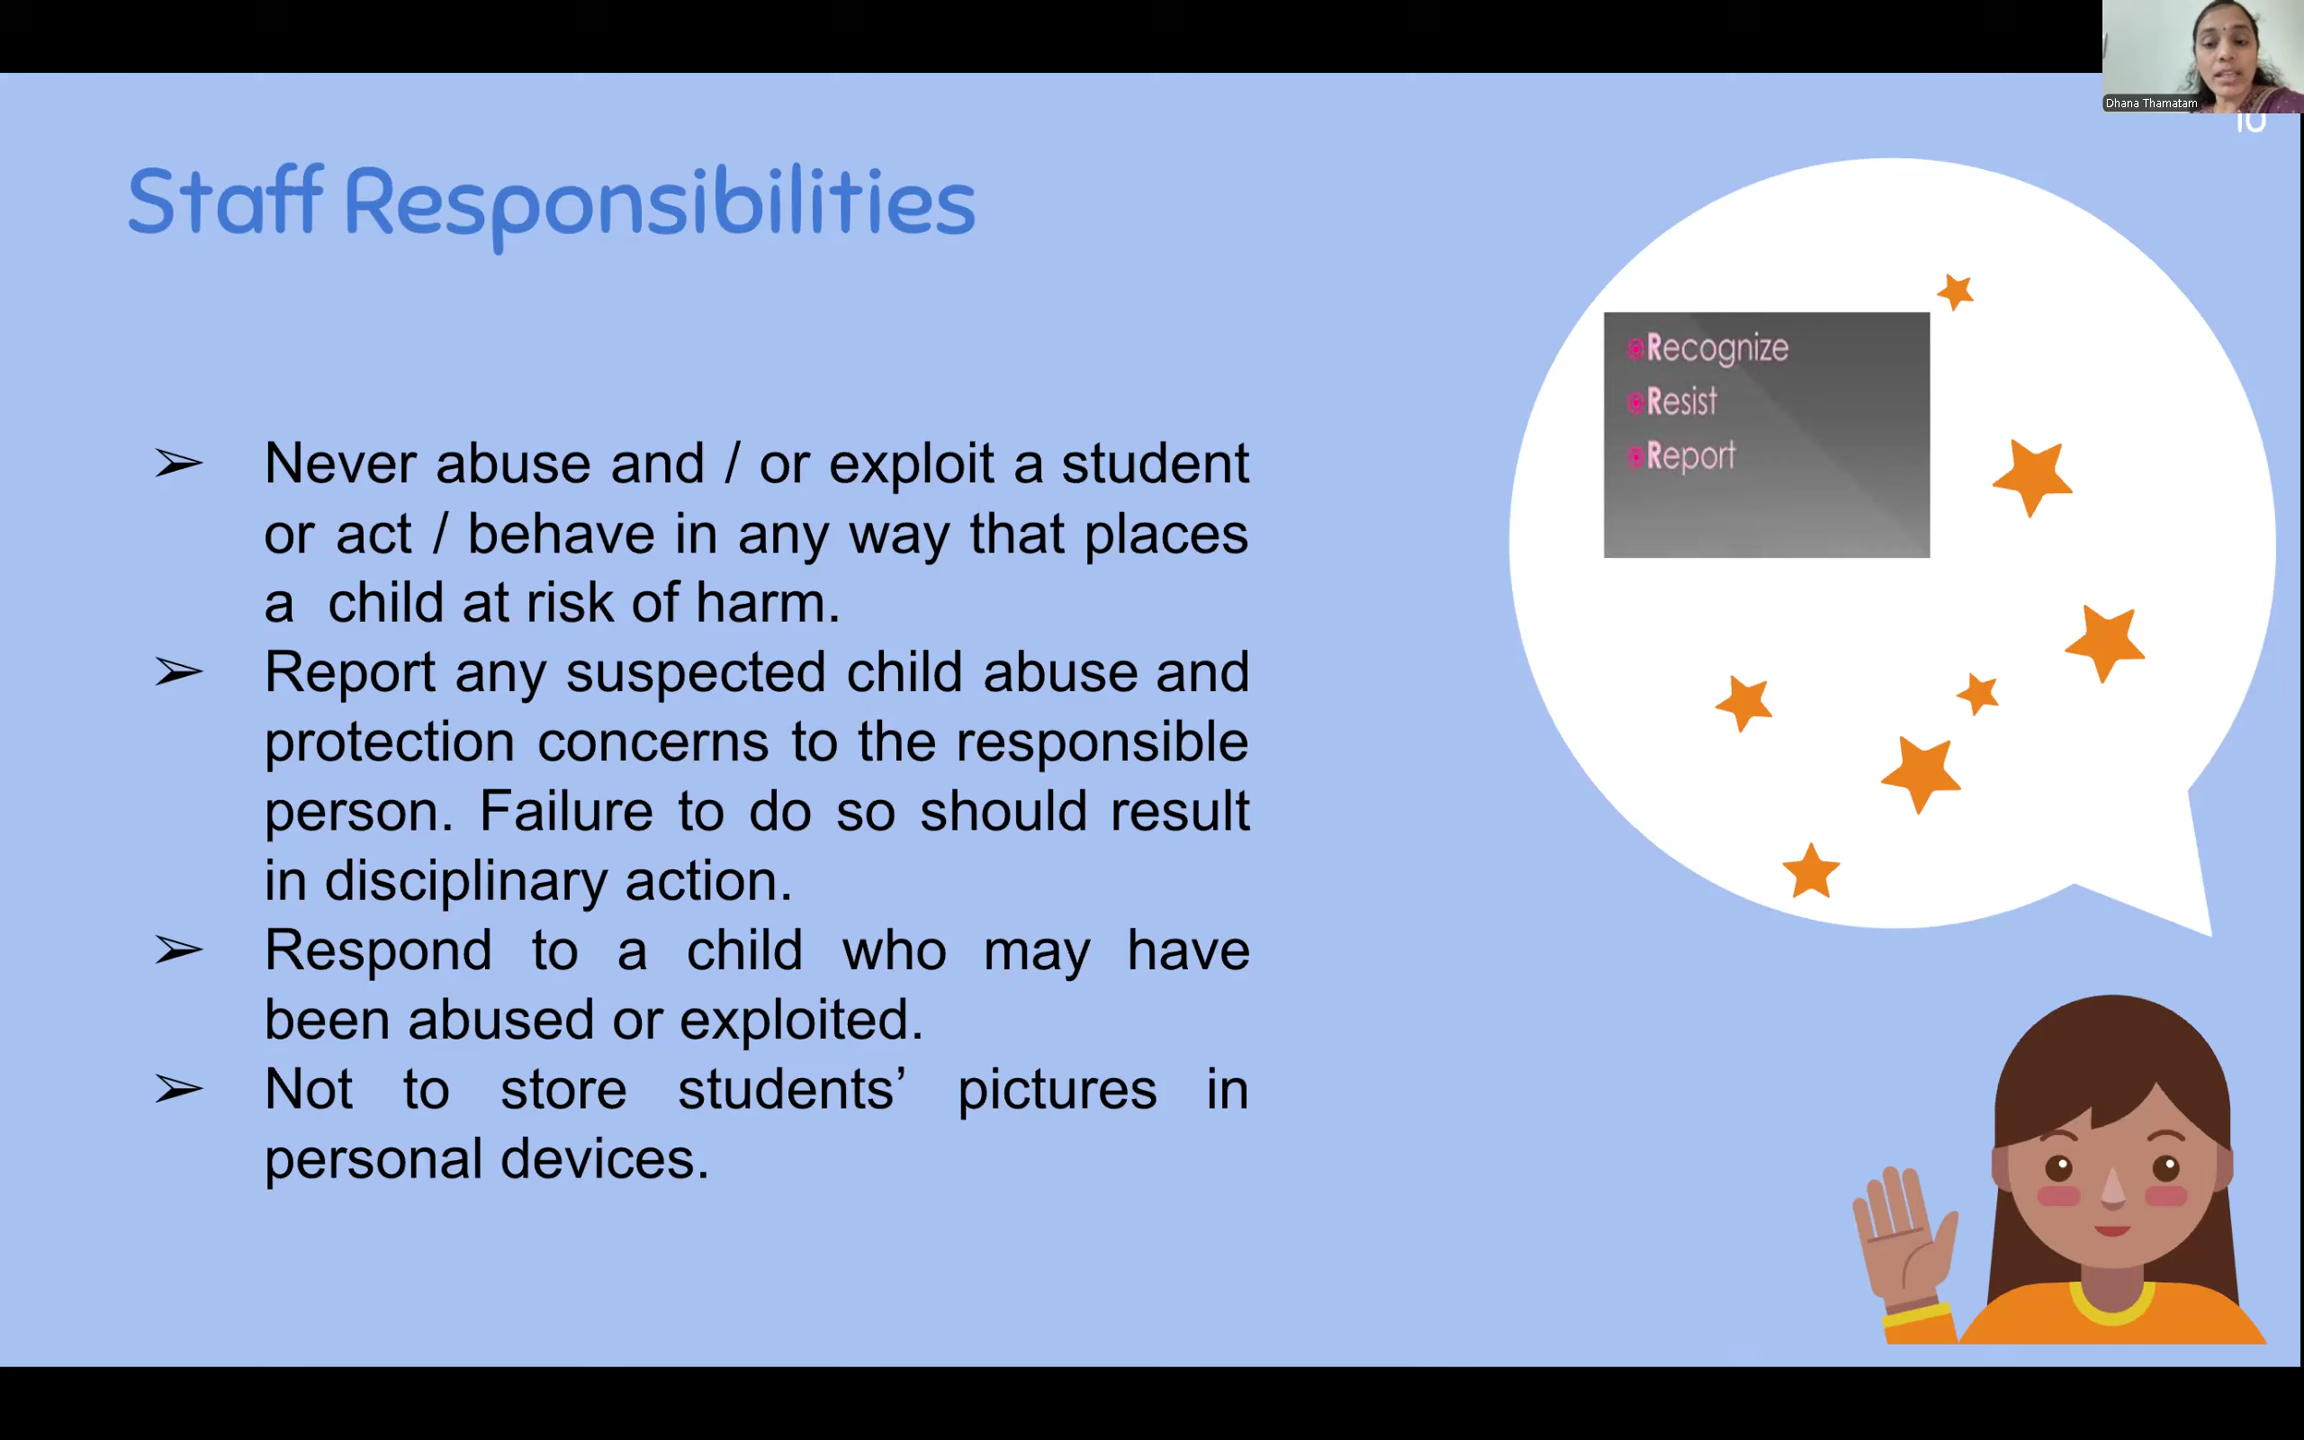 Dhana Thamatam
10
Staff Responsibilities
➢ Never abuse and / or exploit a student
or act / behave in any way that places
a child at risk of harm.
➢ Report any suspected child abuse and
protection concerns to the responsible
person. Failure to do so should result
in disciplinary action.
➢ Respond to a child who may have
been abused or exploited.
➢ Not to store students’ pictures in
personal devices.
Recognize
Resist
Report